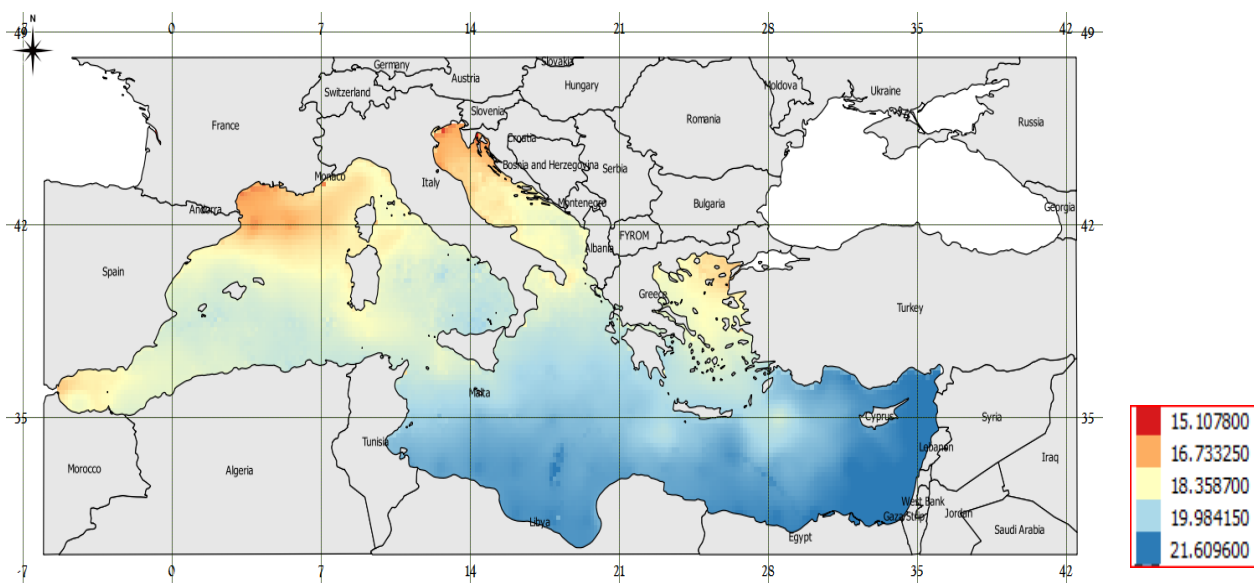 N
-7 0 7 14 21 28 35 42
49 49
Germany
Slovakia
Austria
Switzerland
Hungary
Moldova
Ukraine
France
Slovenia
Romania
Russia
Croatia
Bosnia and Herzegovina
Serbia
Monaco
Italy
Andorra
Montenegro
Bulgaria
Georgia
42 42
FYROM
Albania
Spain
Greece
Turkey
Malta
35 35
Cyprus
Syria
Tunisia
Lebanon
Morocco
Algeria
Iraq
West Bank
Libya
Gaza Strip
Jordan
Egypt
Saudi Arabia
-7 0 7 14 21 28 35 42
15.107800
16.733250
18.358700
19.984150
21.609600